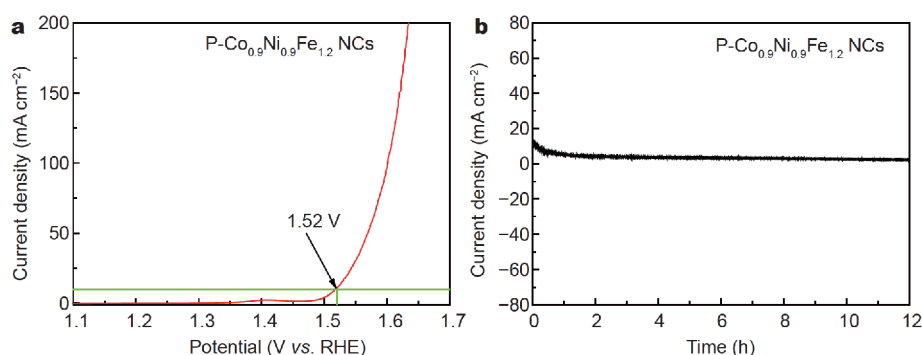 a
P-Co0.9Ni0.9Fe1.2 NCs
200
150
100
50
0
1.52 V
1.1 1.2 1.3 1.4 1.5 1.6 1.7
Potential (V vs. RHE)
Current density (mA cm−2)
b
P-Co0.9Ni0.9Fe1.2 NCs
80
60
40
20
0
−20
−40
−60
−80
0 2 4 6 8 10 12
Time (h)
Current density (mA cm−2)